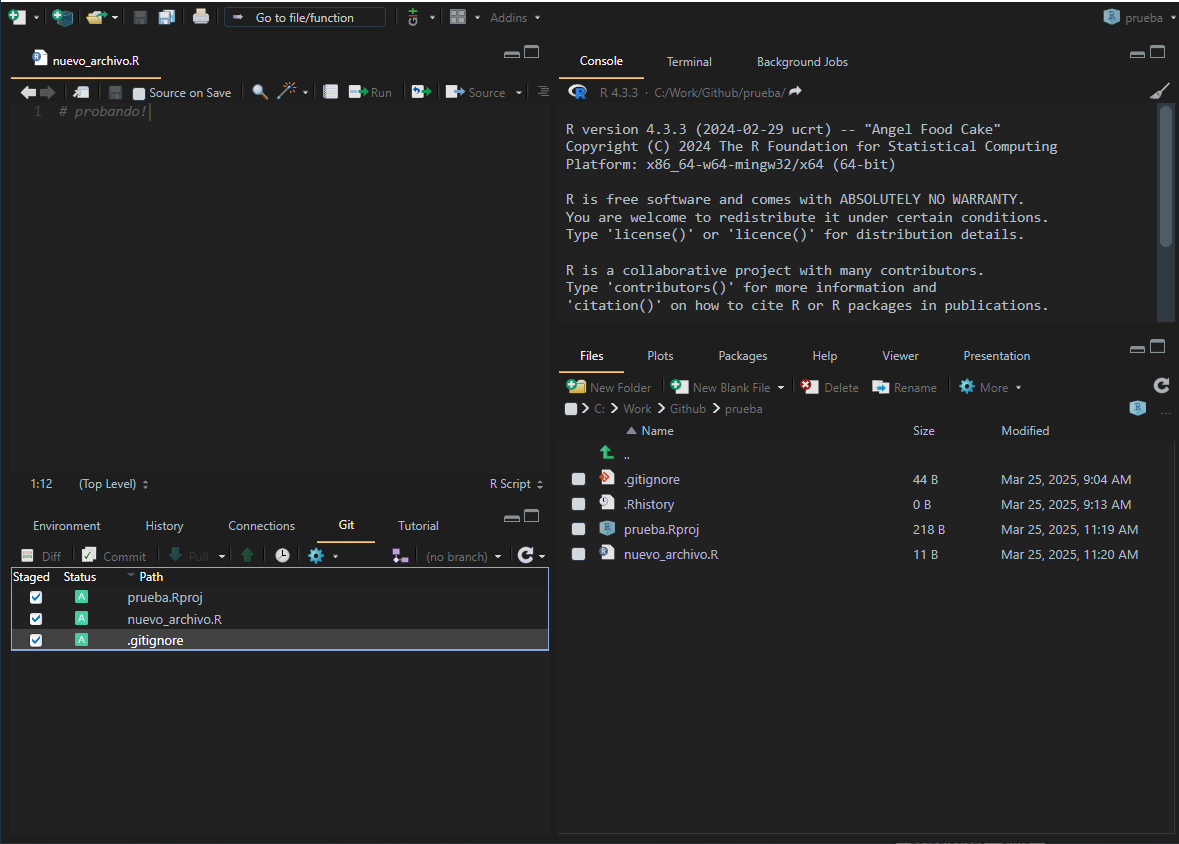 Go to file/function
Addins
prueba
nuevo_archivo.R
Source on Save
Run
Source
1 # probando!
1:12 (Top Level) R Script
Environment History Connections Git Tutorial
Diff Commit Pull (no branch)
Staged Status Path
A prueba.Rproj
A nuevo_archivo.R
A .gitignore
Console Terminal Background Jobs
R 4.3.3 · C:/Work/Github/prueba/
R version 4.3.3 (2024-02-29 ucrt) -- "Angel Food Cake"
Copyright (C) 2024 The R Foundation for Statistical Computing
Platform: x86_64-w64-mingw32/x64 (64-bit)
R is free software and comes with ABSOLUTELY NO WARRANTY.
You are welcome to redistribute it under certain conditions.
Type 'license()' or 'licence()' for distribution details.
R is a collaborative project with many contributors.
Type 'contributors()' for more information and
'citation()' on how to cite R or R packages in publications.
Files Plots Packages Help Viewer Presentation
New Folder New Blank File Delete Rename More
C: Work Github prueba ...
Name Size Modified
..
.gitignore 44 B Mar 25, 2025, 9:04 AM
.Rhistory 0 B Mar 25, 2025, 9:13 AM
prueba.Rproj 218 B Mar 25, 2025, 11:19 AM
nuevo_archivo.R 11 B Mar 25, 2025, 11:20 AM